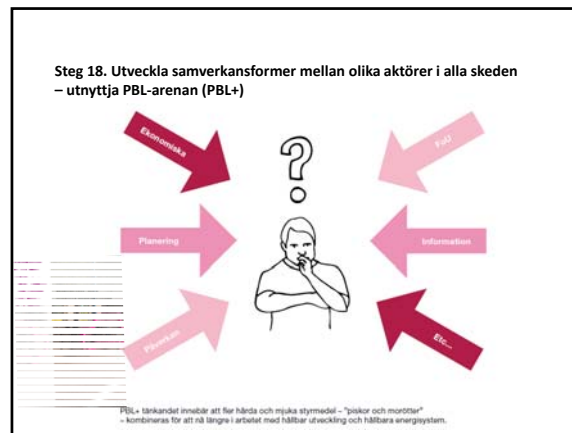 Steg 18. Utveckla samverkansformer mellan olika aktörer i alla skeden
– utnyttja PBL-arenan (PBL+)
Ekonomiska
FoU
?
Planering
Information
Påverkan
Etc...
PBL+ tänkandet innebär att fler hårda och mjuka styrmedel – "piskor och morötter"
– kombineras för att nå längre i arbetet med hållbar utveckling och hållbara energisystem.